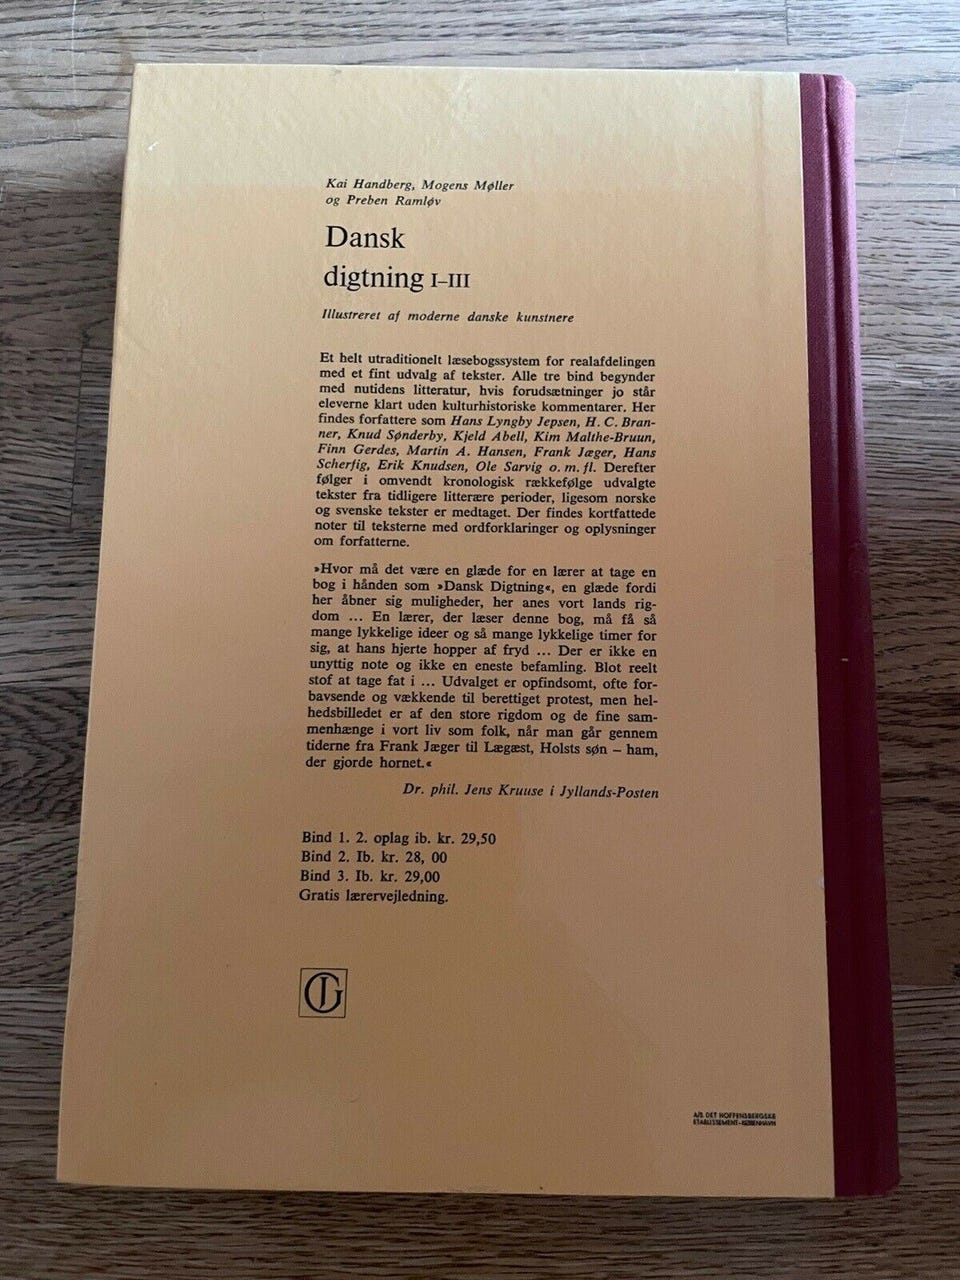 Kai Handberg, Mogens Møller
og Preben Ramløv
Dansk
digtning I–III
Illustreret af moderne danske kunstnere
Et helt utraditionelt læsebogssystem for realafdelingen
med et fint udvalg af tekster. Alle tre bind begynder
med nutidens litteratur, hvis forudsætninger jo står
eleverne klart uden kulturhistoriske kommentarer. Her
findes forfattere som Hans Lyngby Jepsen, H. C. Bran-
ner, Knud Sønderby, Kjeld Abell, Kim Malthe-Bruun,
Finn Gerdes, Martin A. Hansen, Frank Jæger, Hans
Scherfig, Erik Knudsen, Ole Sarvig o. m. fl. Derefter
følger i omvendt kronologisk rækkefølge udvalgte
tekster fra tidligere litterære perioder, ligesom norske
og svenske tekster er medtaget. Der findes kortfattede
noter til teksterne med ordforklaringer og oplysninger
om forfatterne.
»Hvor må det være en glæde for en lærer at tage en
bog i hånden som »Dansk Digtning«, en glæde fordi
her åbner sig muligheder, her anes vort lands rig-
dom ... En lærer, der læser denne bog, må få så
mange lykkelige ideer og så mange lykkelige timer for
sig, at hans hjerte hopper af fryd ... Der er ikke en
unyttig note og ikke en eneste befamling. Blot reelt
stof at tage fat i ... Udvalget er opfindsomt, ofte for-
bavsende og vækkende til berettiget protest, men hel-
hedsbilledet er af den store rigdom og de fine sam-
menhænge i vort liv som folk, når man går gennem
tiderne fra Frank Jæger til Lægæst, Holsts søn – ham,
der gjorde hornet.«
Dr. phil. Jens Kruuse i Jyllands-Posten
Bind 1. 2. oplag ib. kr. 29,50
Bind 2. Ib. kr. 28, 00
Bind 3. Ib. kr. 29,00
Gratis lærervejledning.
A/S. DET HOFFENSBERGSKE
ETABLISSEMENT-KØBENHAVN